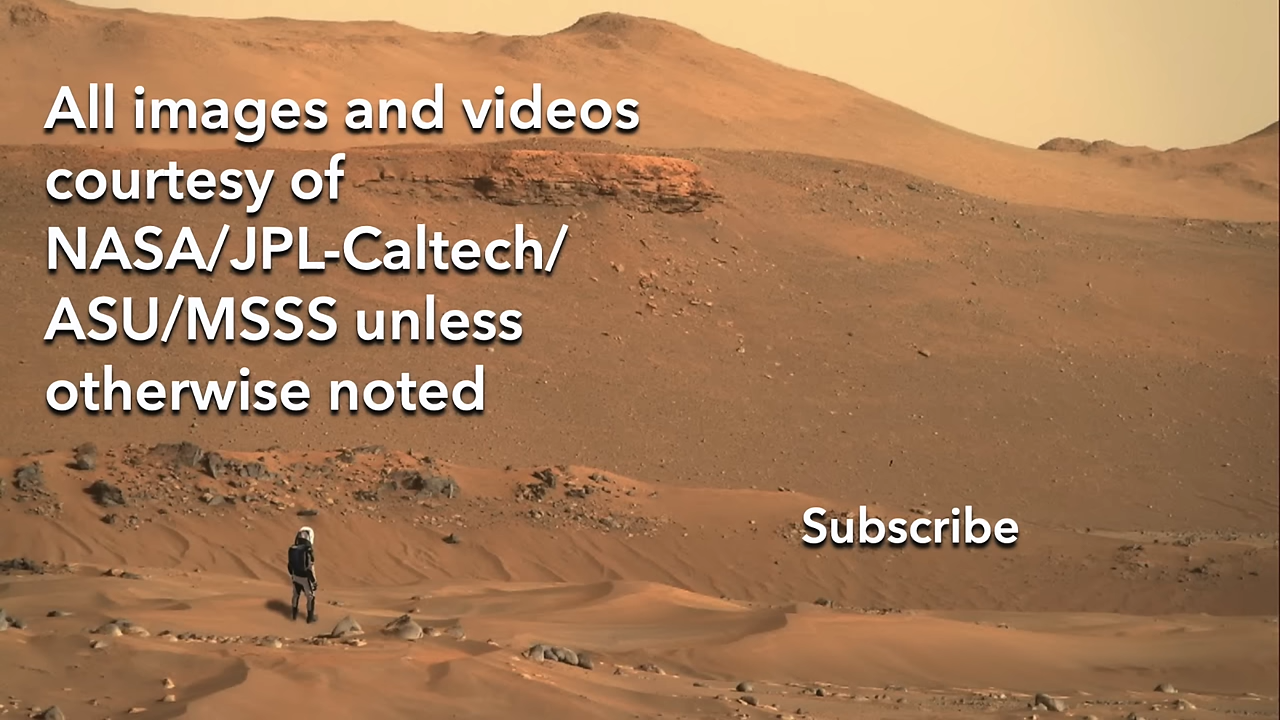 All images and videos
courtesy of
NASA/JPL-Caltech/
ASU/MSSS unless
otherwise noted
Subscribe